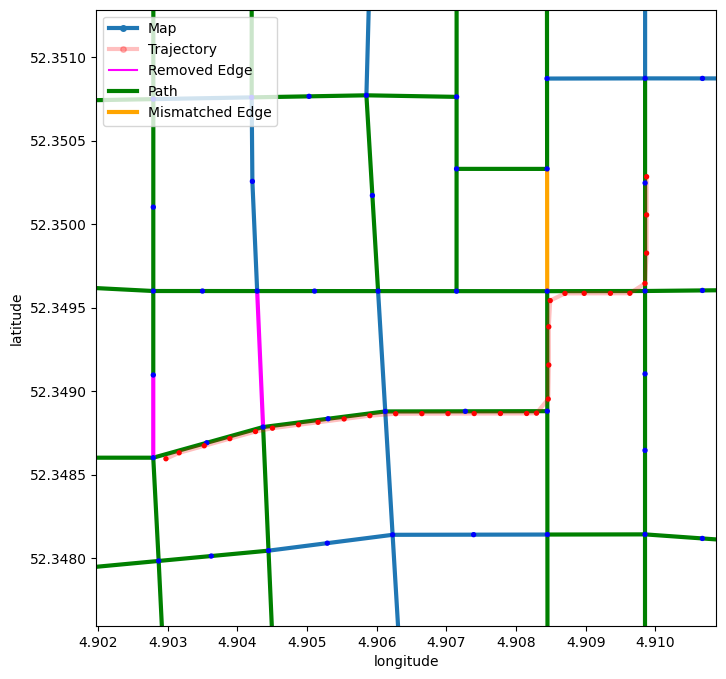 Map
Trajectory
Removed Edge
Path
Mismatched Edge
52.3510
52.3505
52.3500
52.3495
52.3490
52.3485
52.3480
latitude
4.902 4.903 4.904 4.905 4.906 4.907 4.908 4.909 4.910
longitude